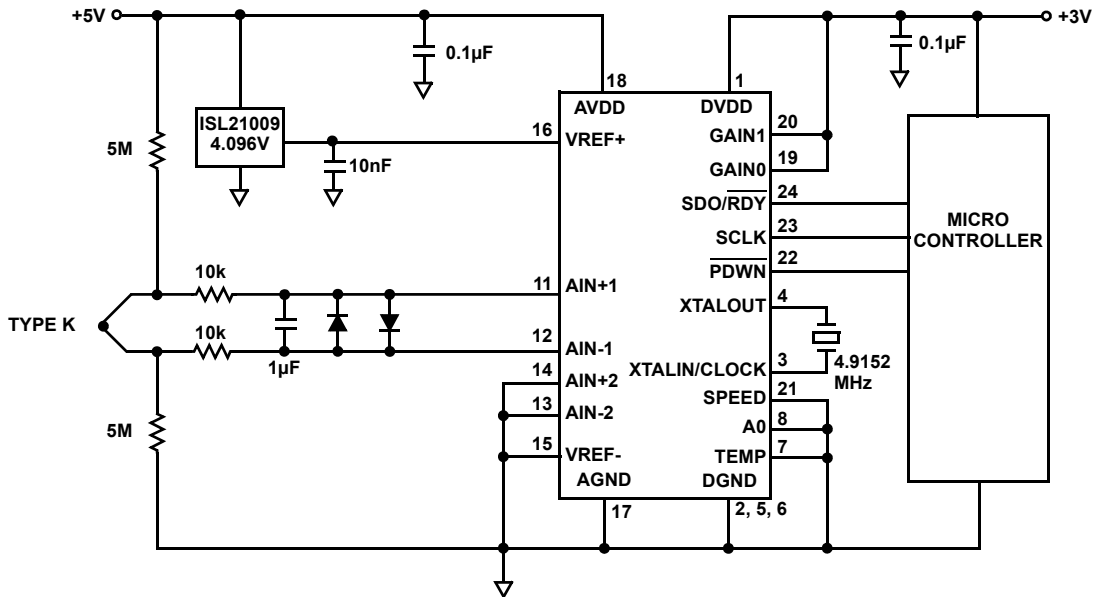 +5V
+3V
0.1µF
0.1µF
18
1
AVDD
DVDD
ISL21009
4.096V
16
VREF+
GAIN1
20
5M
10nF
GAIN0
19
SDO/RDY
24
SCLK
23
MICRO
CONTROLLER
PDWN
22
10k
11
AIN+1
XTALOUT
4
TYPE K
10k
1µF
12
AIN-1
4.9152
MHz
14
AIN+2
XTALIN/CLOCK
3
13
AIN-2
SPEED
21
5M
A0
8
15
VREF-
TEMP
7
AGND
DGND
17
2, 5, 6